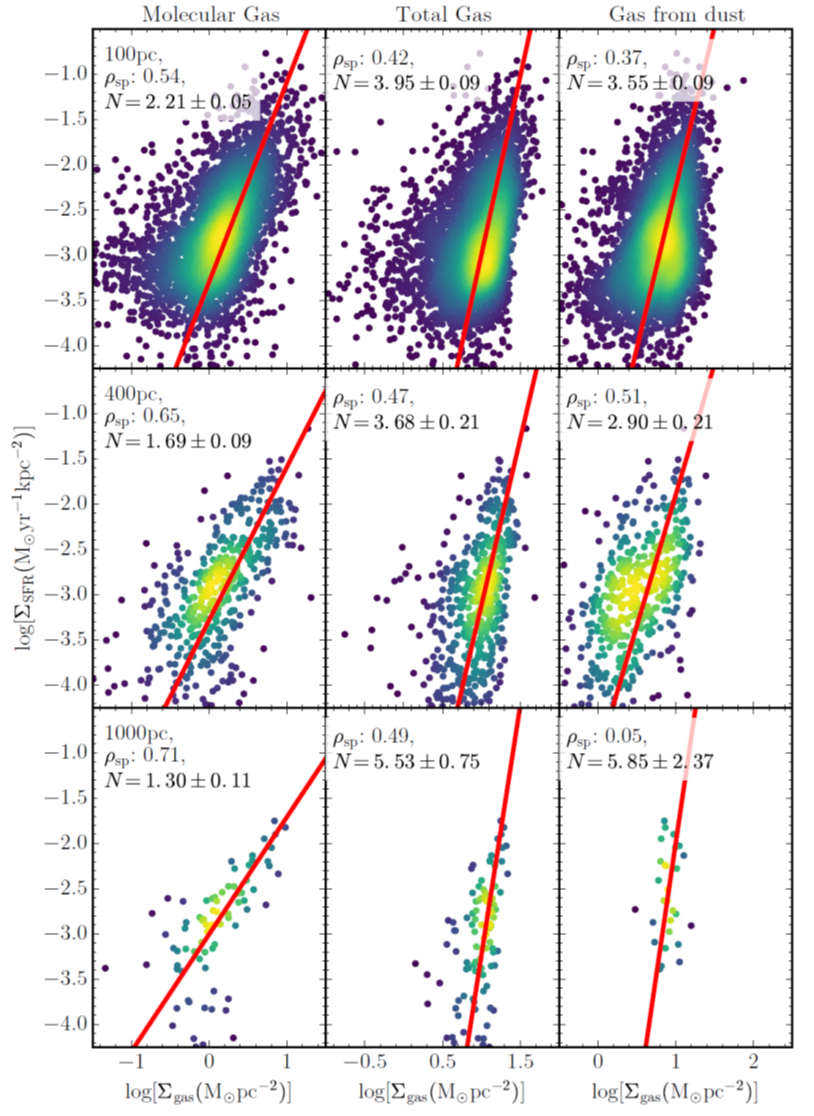 Molecular Gas
Total Gas
Gas from dust
100pc,
ρsp: 0.54,
N = 2.21 ± 0.05
ρsp: 0.42,
N = 3.95 ± 0.09
ρsp: 0.37,
N = 3.55 ± 0.09
−1.0
−1.5
−2.0
−2.5
−3.0
−3.5
−4.0
400pc,
ρsp: 0.65,
N = 1.69 ± 0.09
ρsp: 0.47,
N = 3.68 ± 0.21
ρsp: 0.51,
N = 2.90 ± 0.21
−1.0
−1.5
−2.0
−2.5
−3.0
−3.5
−4.0
log[ΣSFR(M⊙yr−1kpc−2)]
1000pc,
ρsp: 0.71,
N = 1.30 ± 0.11
ρsp: 0.49,
N = 5.53 ± 0.75
ρsp: 0.05,
N = 5.85 ± 2.37
−1.0
−1.5
−2.0
−2.5
−3.0
−3.5
−4.0
−1 0 1
−0.5 0.5 1.5
0 1 2
log[Σgas(M⊙pc−2)]
log[Σgas(M⊙pc−2)]
log[Σgas(M⊙pc−2)]